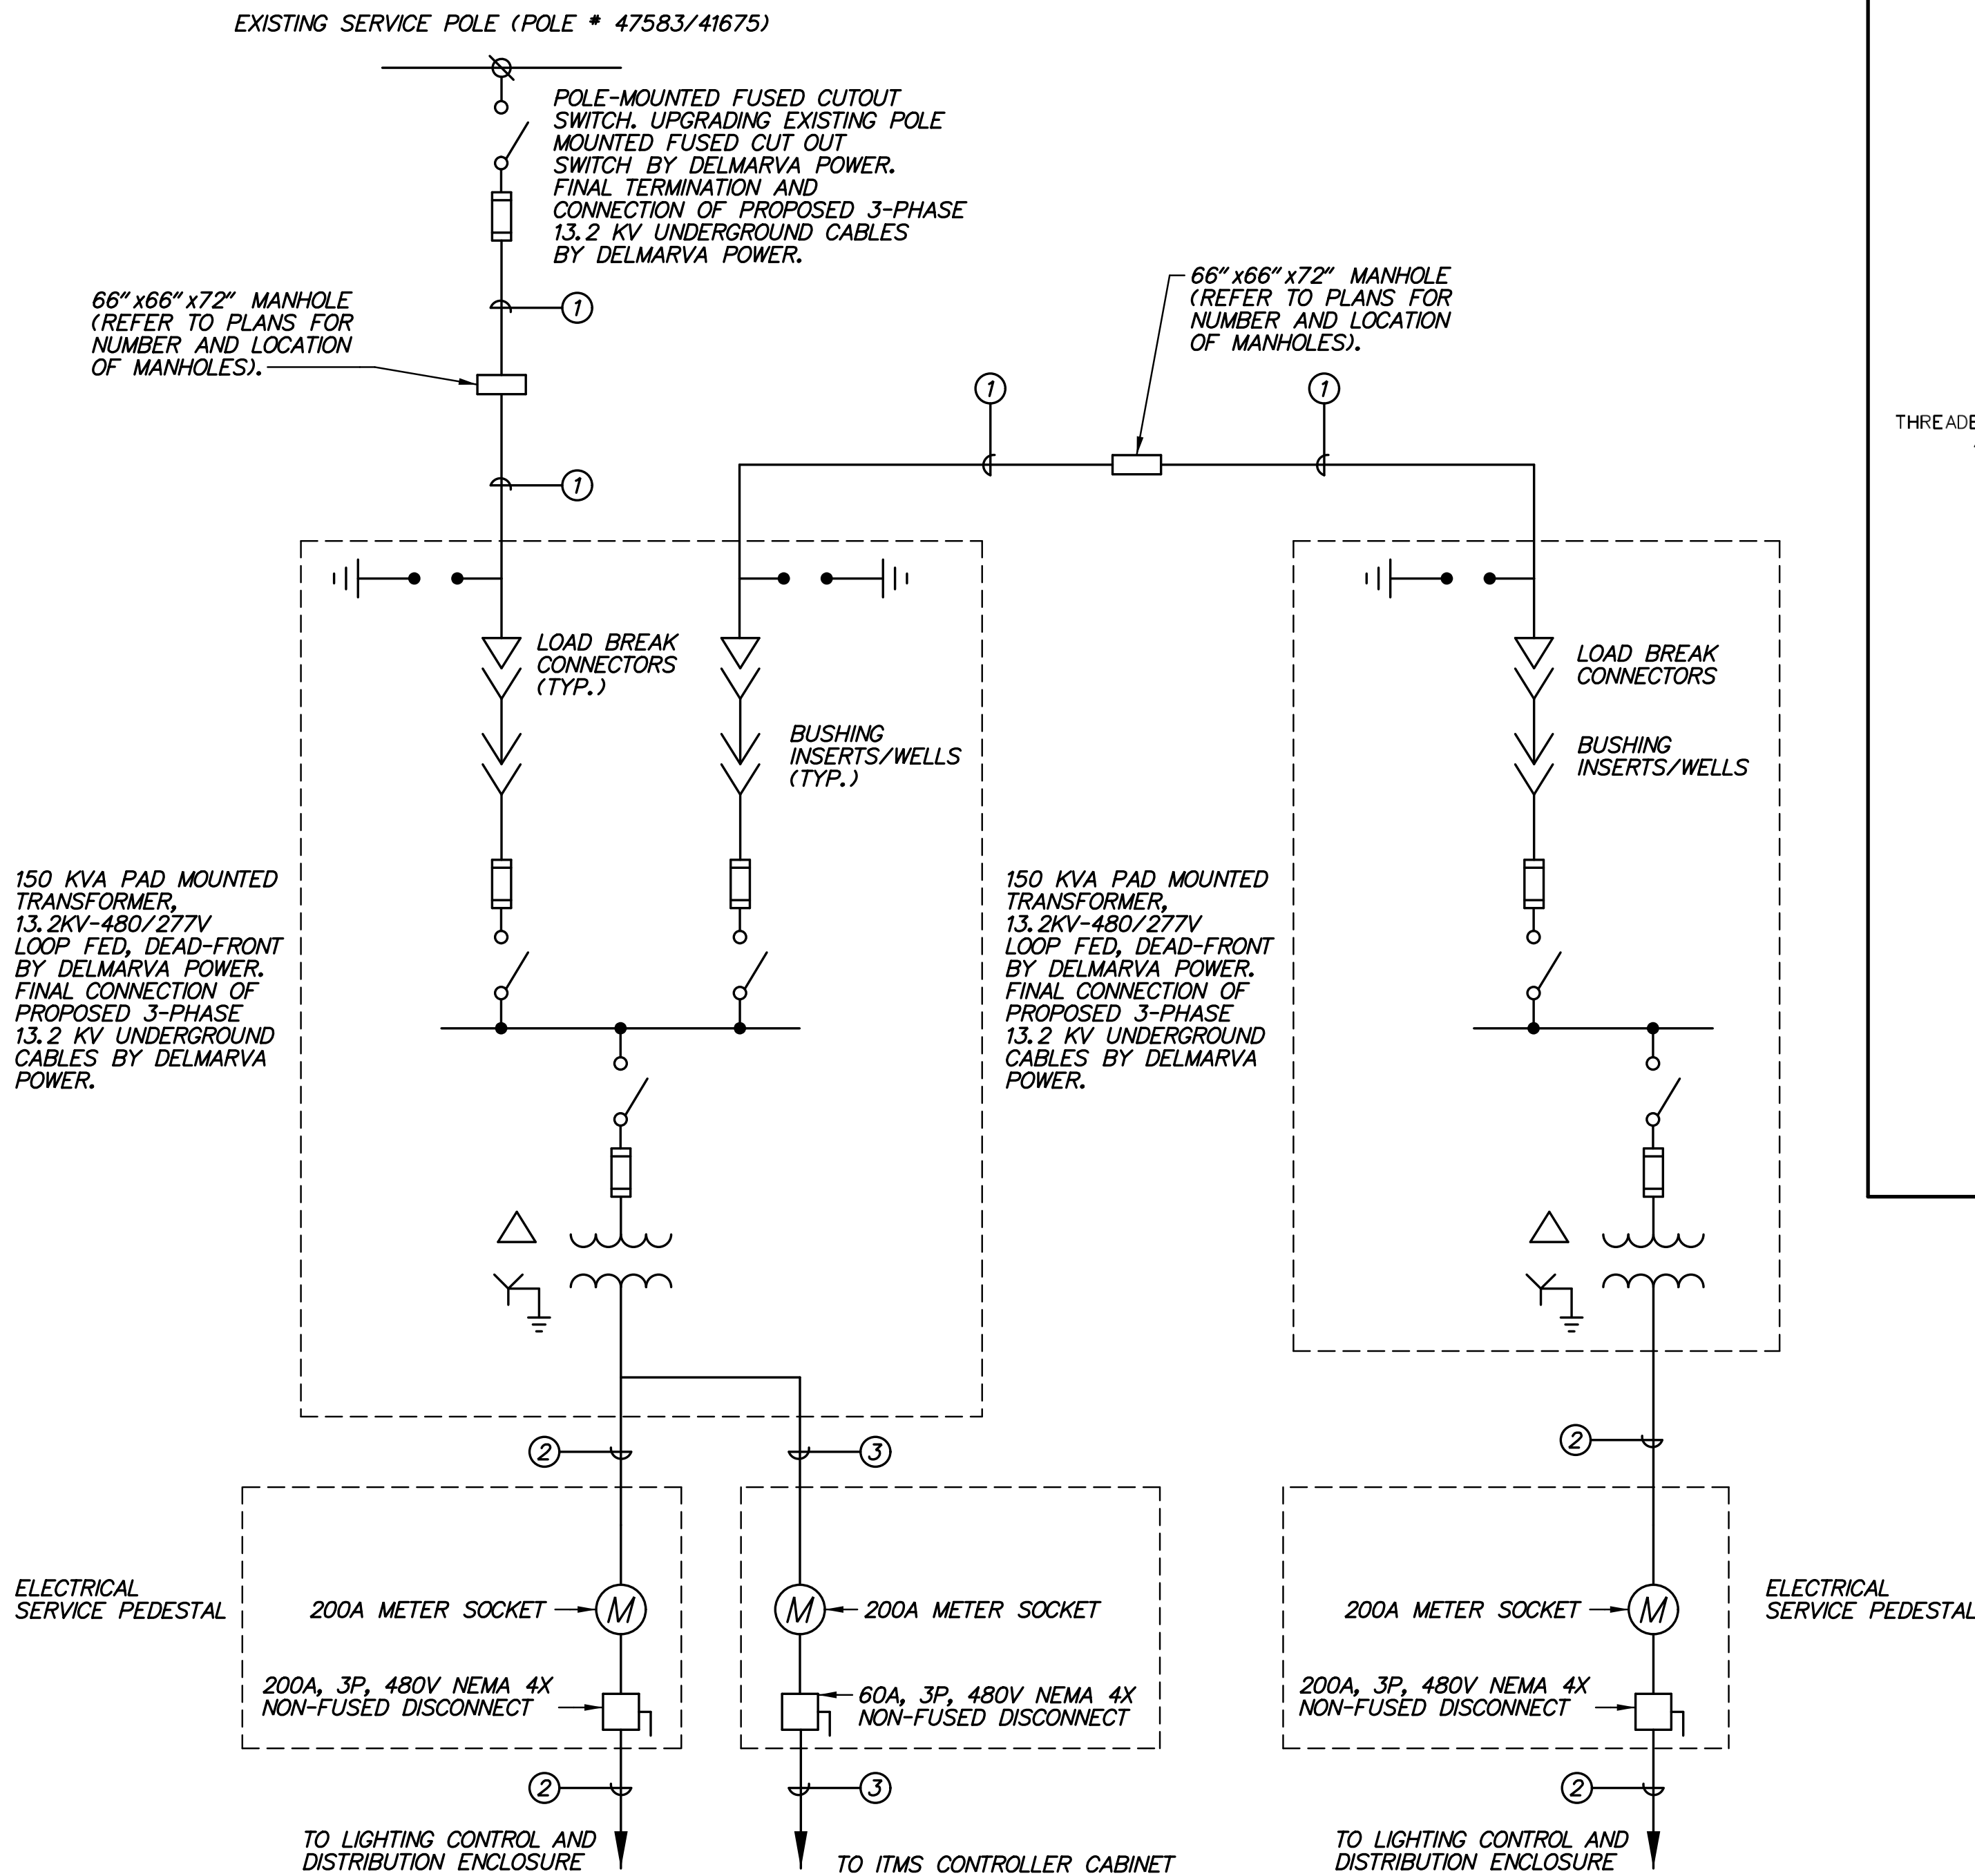 EXISTING SERVICE POLE (POLE # 47583/41675)
POLE-MOUNTED FUSED CUTOUT
SWITCH. UPGRADING EXISTING POLE
MOUNTED FUSED CUT OUT
SWITCH BY DELMARVA POWER.
FINAL TERMINATION AND
CONNECTION OF PROPOSED 3-PHASE
13.2 KV UNDERGROUND CABLES
BY DELMARVA POWER.
66"x66"x72" MANHOLE
(REFER TO PLANS FOR
NUMBER AND LOCATION
OF MANHOLES).
1
1
66"x66"x72" MANHOLE
(REFER TO PLANS FOR
NUMBER AND LOCATION
OF MANHOLES).
1
1
LOAD BREAK
CONNECTORS
(TYP.)
BUSHING
INSERTS/WELLS
(TYP.)
LOAD BREAK
CONNECTORS
BUSHING
INSERTS/WELLS
150 KVA PAD MOUNTED
TRANSFORMER,
13.2KV-480/277V
LOOP FED, DEAD-FRONT
BY DELMARVA POWER.
FINAL CONNECTION OF
PROPOSED 3-PHASE
13.2 KV UNDERGROUND
CABLES BY DELMARVA
POWER.
150 KVA PAD MOUNTED
TRANSFORMER,
13.2KV-480/277V
LOOP FED, DEAD-FRONT
BY DELMARVA POWER.
FINAL CONNECTION OF
PROPOSED 3-PHASE
13.2 KV UNDERGROUND
CABLES BY DELMARVA
POWER.
2
3
2
ELECTRICAL
SERVICE PEDESTAL
200A METER SOCKET
M
M
200A METER SOCKET
200A METER SOCKET
M
ELECTRICAL
SERVICE PEDESTAL
200A, 3P, 480V NEMA 4X
NON-FUSED DISCONNECT
60A, 3P, 480V NEMA 4X
NON-FUSED DISCONNECT
200A, 3P, 480V NEMA 4X
NON-FUSED DISCONNECT
2
3
2
TO LIGHTING CONTROL AND
DISTRIBUTION ENCLOSURE
TO ITMS CONTROLLER CABINET
TO LIGHTING CONTROL AND
DISTRIBUTION ENCLOSURE